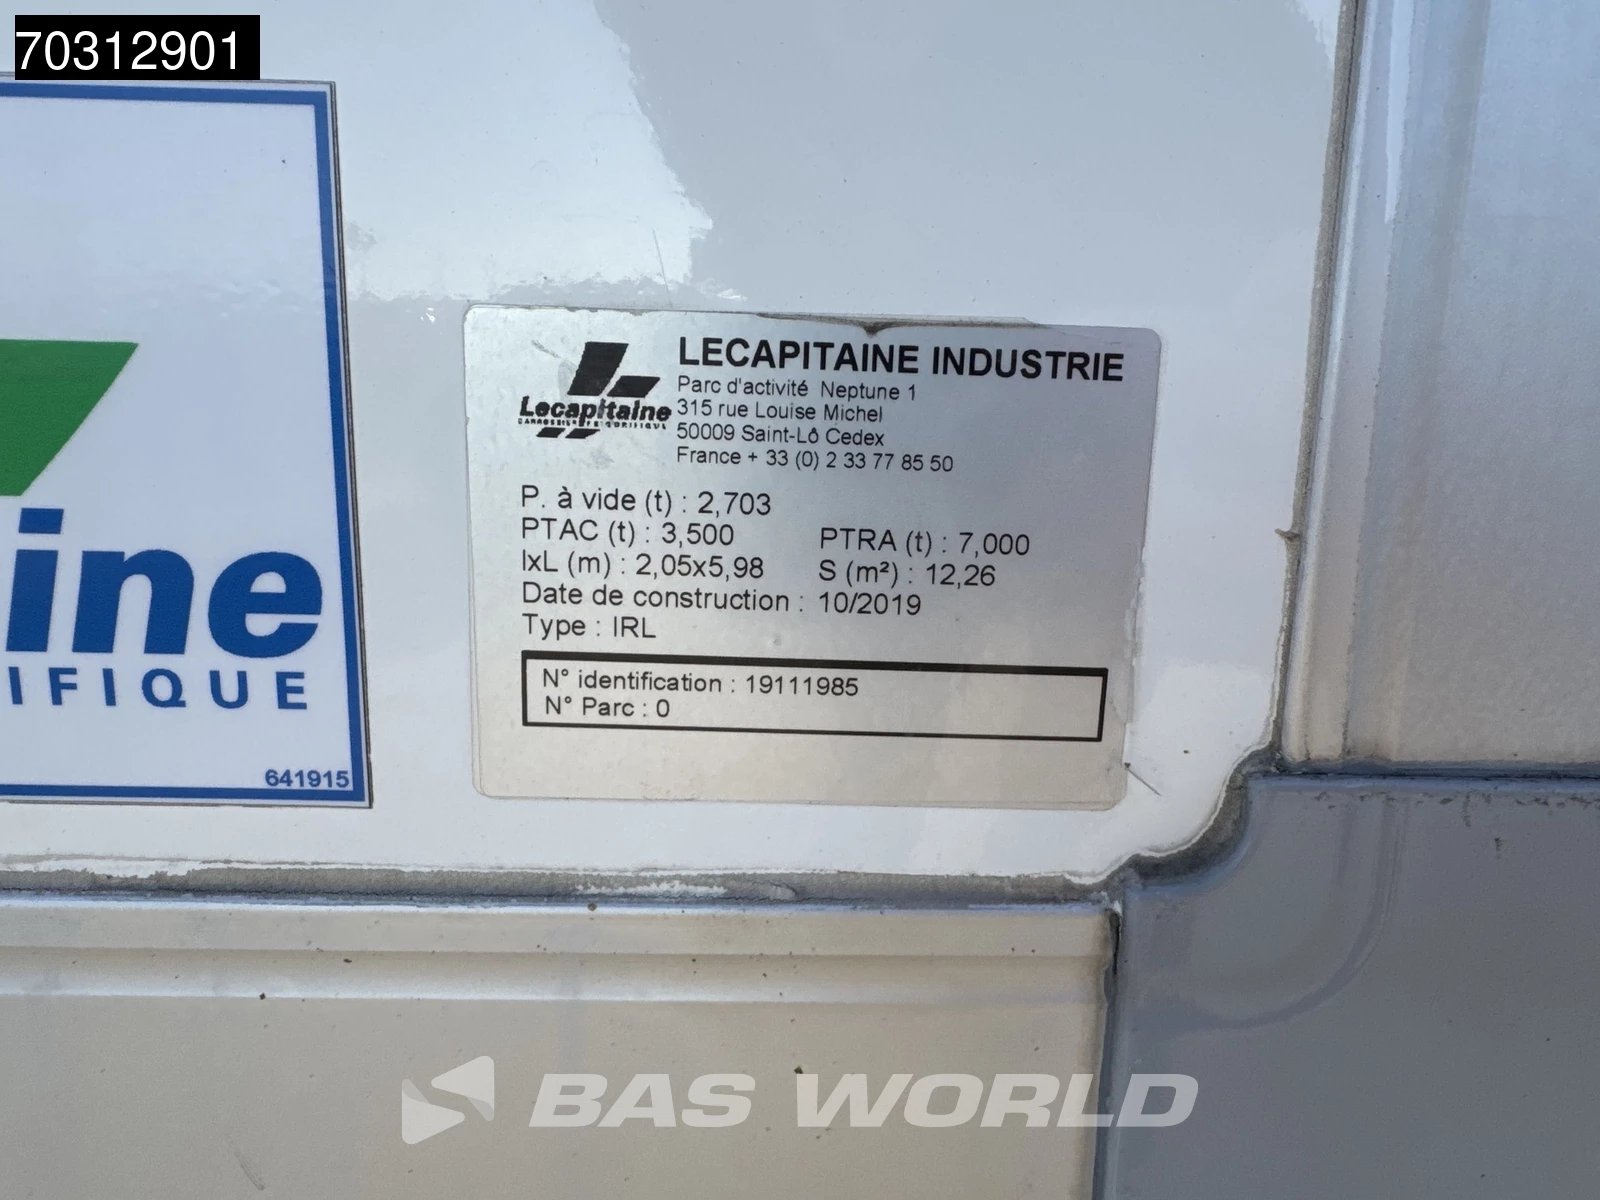 70312901
ine
IFIQUE
641915
Lecapitaine
LECAPITAINE INDUSTRIE
Parc d'activité Neptune 1
315 rue Louise Michel
50009 Saint-Lô Cedex
France + 33 (0) 2 33 77 85 50
P. à vide (t) : 2,703
PTAC (t) : 3,500 PTRA (t) : 7,000
lxL (m) : 2,05x5,98 S (m²) : 12,26
Date de construction : 10/2019
Type : IRL
N° identification : 19111985
N° Parc : 0
BAS WORLD